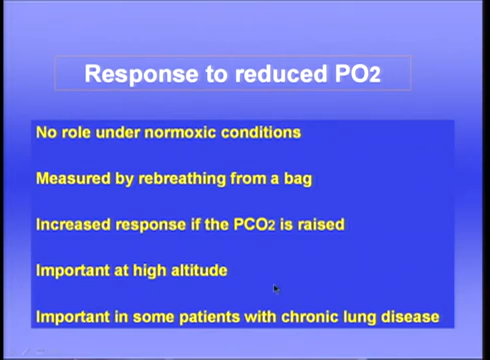 Response to reduced PO2
No role under normoxic conditions
Measured by rebreathing from a bag
Increased response if the PCO2 is raised
Important at high altitude
Important in some patients with chronic lung disease